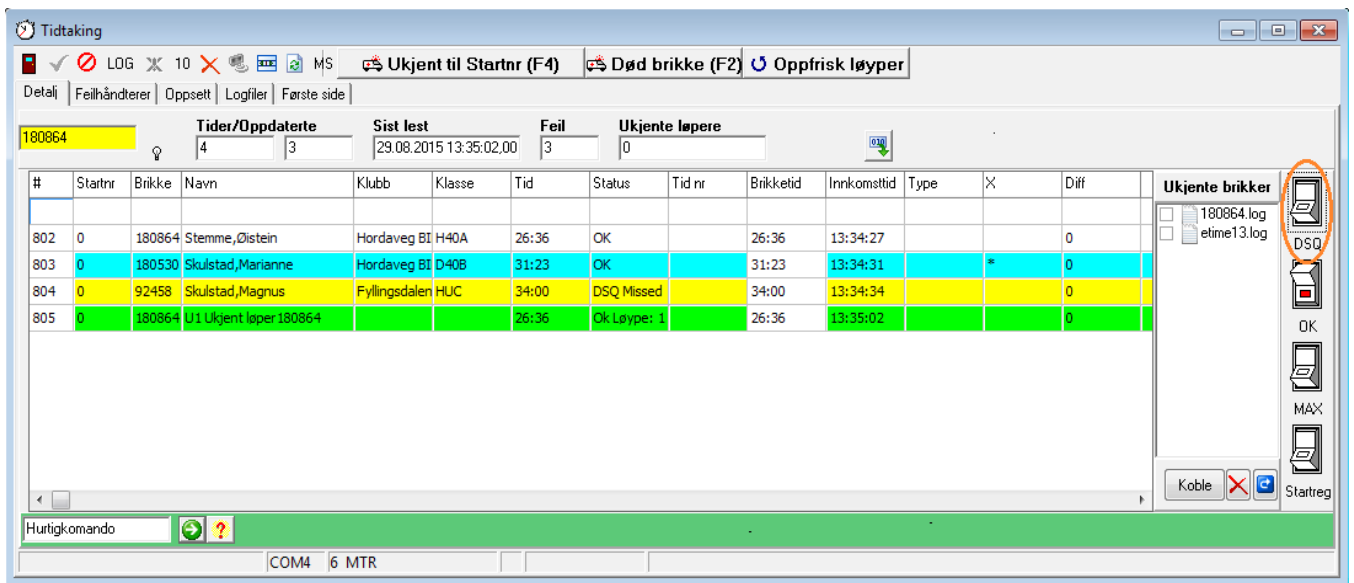 Tidtaking
LOG 10 MS Ukjent til Startnr (F4) Død brikke (F2) Oppfrisk løyper
Detalj Feilhåndterer Oppsett Logfiler Første side
Tider/Oppdaterte Sist lest Feil Ukjente løpere
180864 4 3 29.08.2015 13:35:02,00 3 0
# Startnr Brikke Navn Klubb Klasse Tid Status Tid nr Brikketid Innkomsttid Type X Diff
802 0 180864 Stemme,Øistein Hordaveg BI H40A 26:36 OK 26:36 13:34:27 0
803 0 180530 Skulstad,Marianne Hordaveg BI D40B 31:23 OK 31:23 13:34:31 * 0
804 0 92458 Skulstad,Magnus Fyllingsdalen HUC 34:00 DSQ Missed 34:00 13:34:34 0
805 0 180864 U1 Ukjent løper 180864 26:36 Ok Løype: 1 26:36 13:35:02 0
Ukjente brikker
180864.log
etime13.log
DSQ
OK
MAX
Koble
Startreg
Hurtigkomando ?
COM4 6 MTR